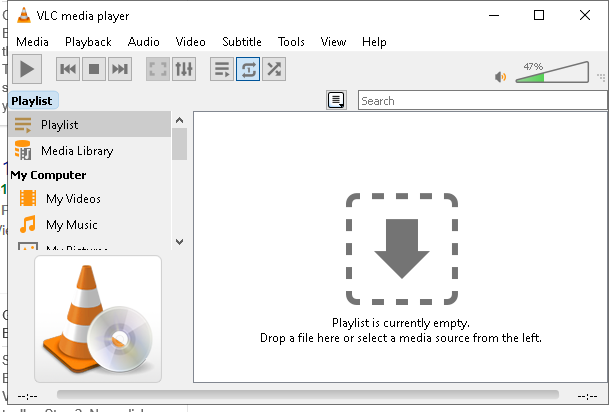 VLC media player
Media Playback Audio Video Subtitle Tools View Help
47%
Playlist
Search
Playlist
Media Library
My Computer
My Videos
My Music
My Pictures
Playlist is currently empty.
Drop a file here or select a media source from the left.
--:-- --:--